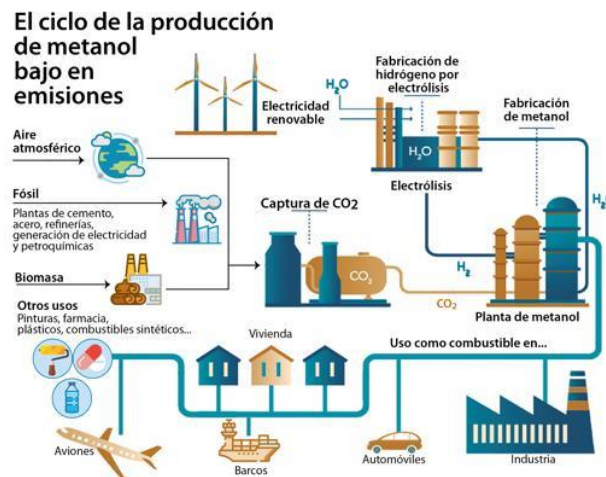 El ciclo de la producción
de metanol
bajo en
emisiones
Electricidad
renovable
H₂O
Fabricación de
hidrógeno por
electrólisis
H₂O
Electrólisis
Fabricación
de metanol
H₂
H₂
Planta de metanol
Aire
atmosférico
Fósil
Plantas de cemento,
acero, refinerías,
generación de electricidad
y petroquímicas
Biomasa
Captura de CO2
CO₂
CO₂
Otros usos
Pinturas, farmacia,
plásticos, combustibles sintéticos...
Vivienda
Uso como combustible en...
Aviones
Barcos
Automóviles
Industria